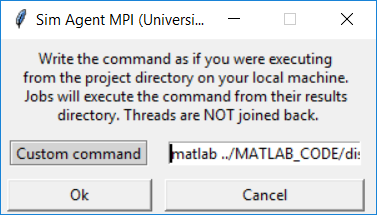 Sim Agent MPI (Universi...
Write the command as if you were executing
from the project directory on your local machine.
Jobs will execute the command from their results
directory. Threads are NOT joined back.
Custom command
matlab ../MATLAB_CODE/dis
Ok
Cancel